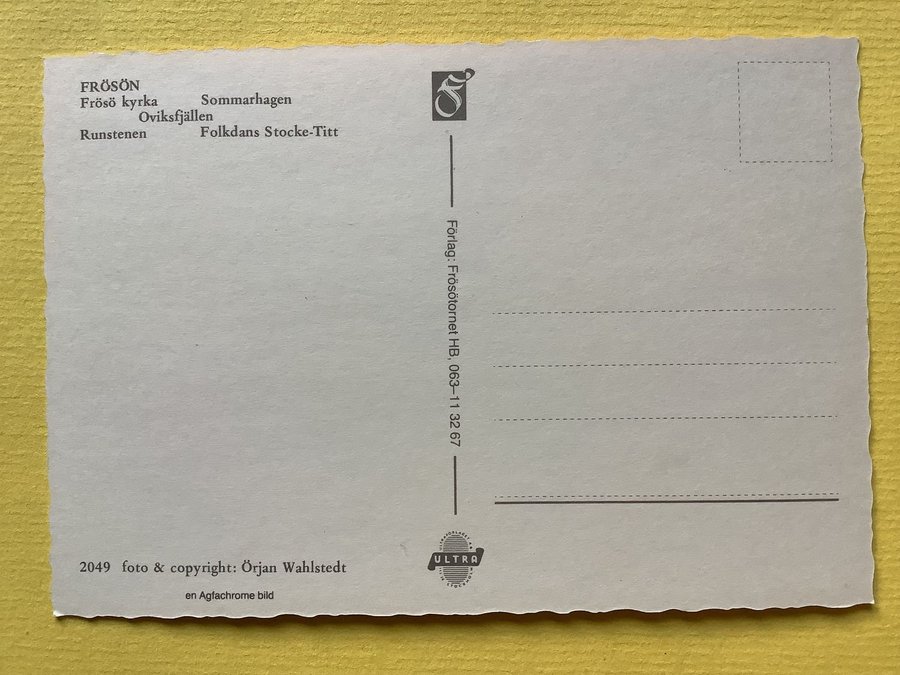 FRÖSÖN
Frösö kyrka Sommarhagen
Oviksfjällen
Runstenen Folkdans Stocke-Titt
Förlag: Frösötornet HB, 063–11 32 67
ULTRA
2049 foto & copyright: Örjan Wahlstedt
en Agfachrome bild